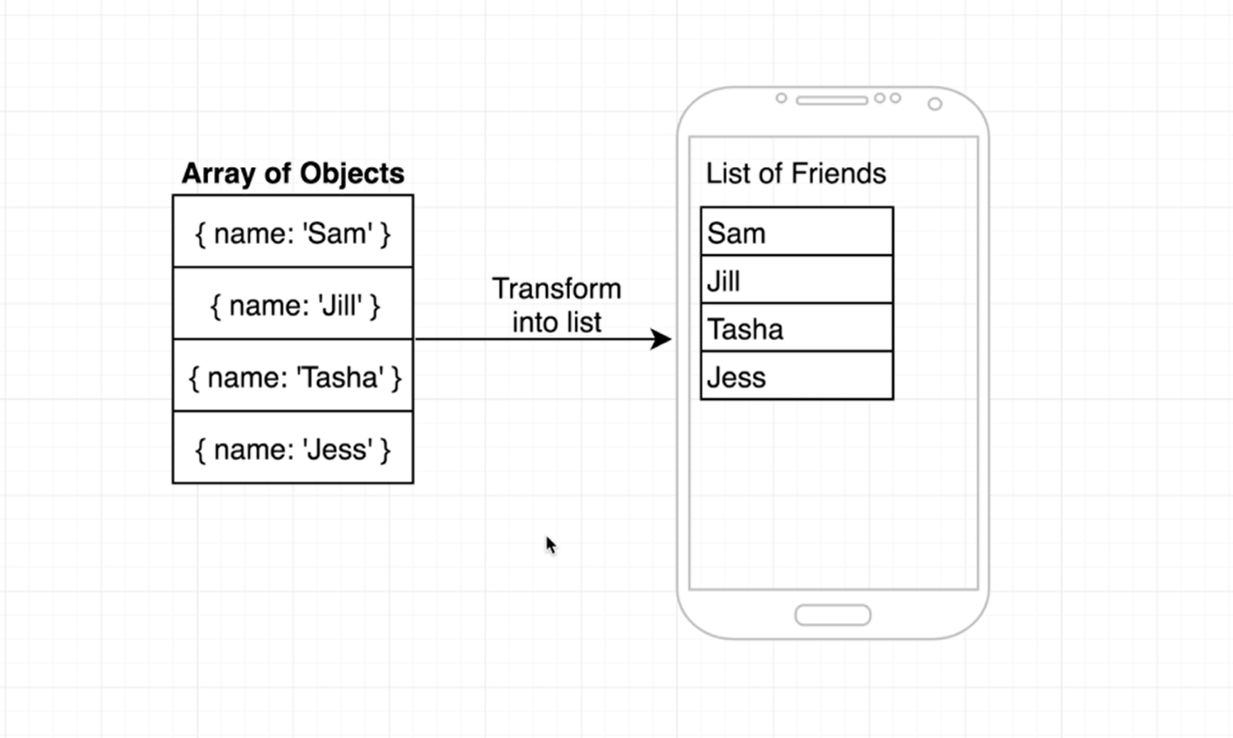 Array of Objects
{ name: 'Sam' }
{ name: 'Jill' }
{ name: 'Tasha' }
{ name: 'Jess' }
Transform
into list
List of Friends
Sam
Jill
Tasha
Jess